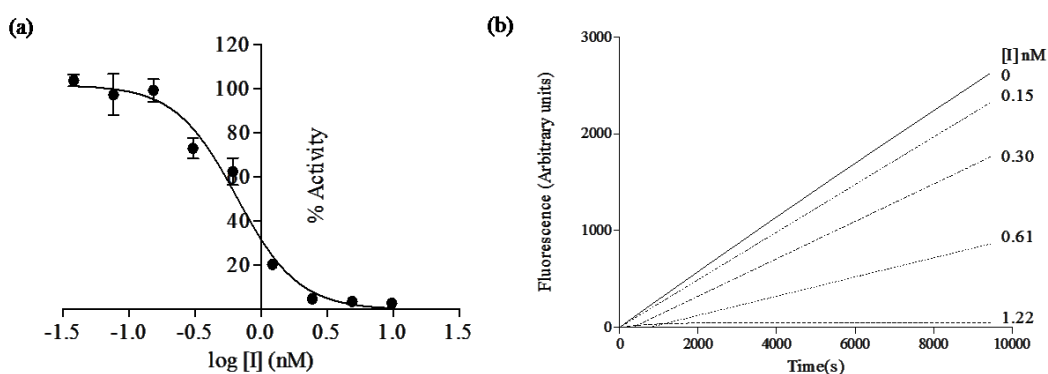 (a)
120
100
80
60
40
20
% Activity
-1.5 -1.0 -0.5 0.0 0.5 1.0 1.5
log [I] (nM)
(b)
3000
2000
1000
0
Fluorescence (Arbitrary units)
[I] nM
0
0.15
0.30
0.61
1.22
0 2000 4000 6000 8000 10000
Time(s)